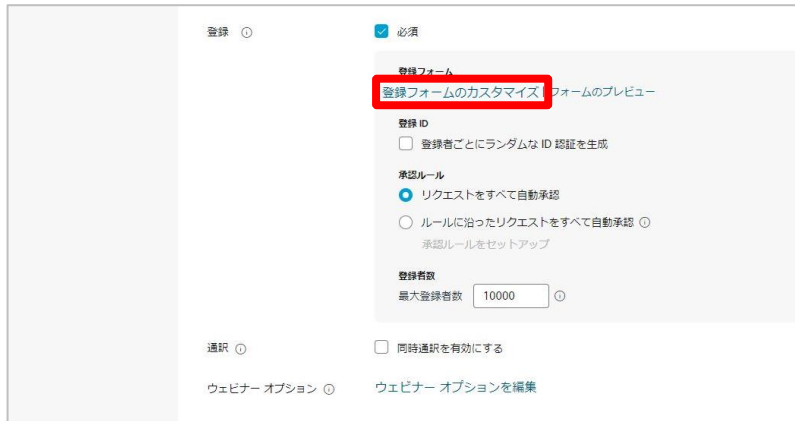 登録 必須
登録フォーム
登録フォームのカスタマイズ | フォームのプレビュー
登録 ID
登録者ごとにランダムな ID 認証を生成
承認ルール
リクエストをすべて自動承認
ルールに沿ったリクエストをすべて自動承認
承認ルールをセットアップ
登録者数
最大登録者数 10000
通訳 同時通訳を有効にする
ウェビナー オプション ウェビナー オプションを編集